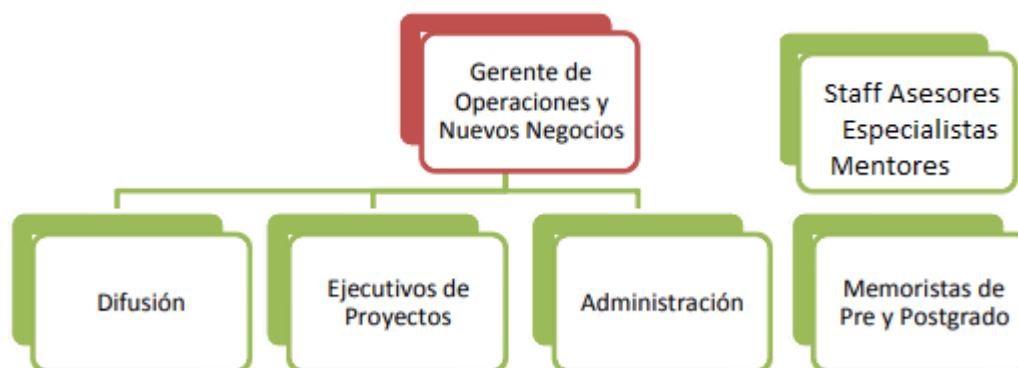 Gerente de
Operaciones y
Nuevos Negocios
Staff Asesores
Especialistas
Mentores
Difusión
Ejecutivos de
Proyectos
Administración
Memoristas de
Pre y Postgrado